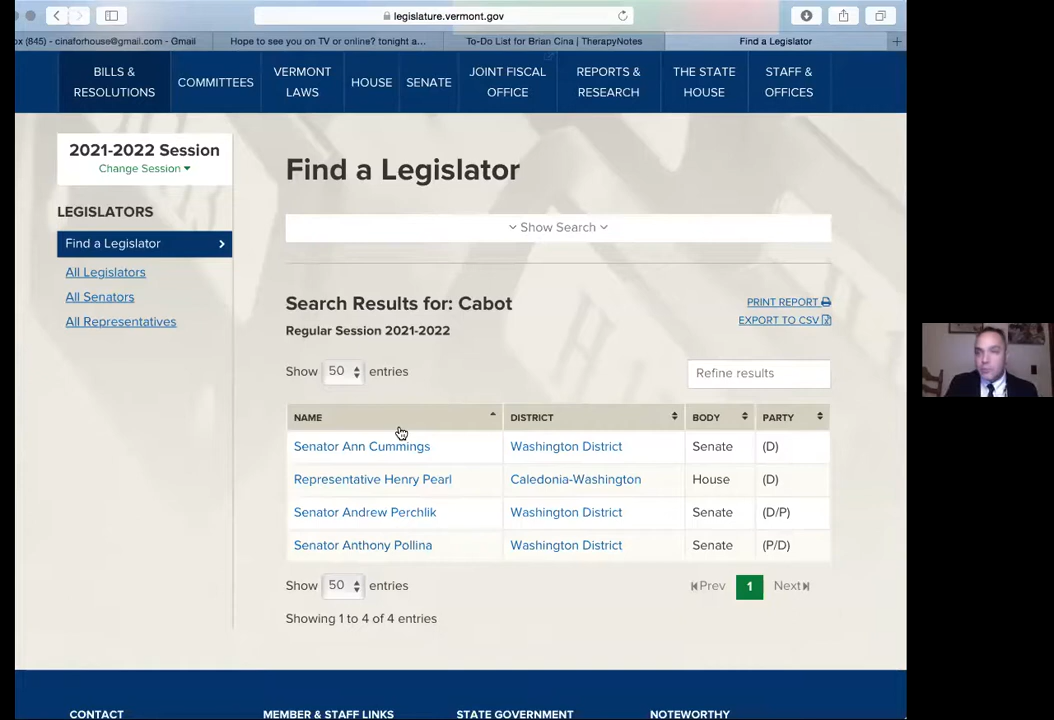 legislature.vermont.gov
ox (845) - cinaforhouse@gmail.com - Gmail
Hope to see you on TV or online? tonight a...
To-Do List for Brian Cina | TherapyNotes
Find a Legislator
BILLS &
RESOLUTIONS
COMMITTEES
VERMONT
LAWS
HOUSE
SENATE
JOINT FISCAL
OFFICE
REPORTS &
RESEARCH
THE STATE
HOUSE
STAFF &
OFFICES
2021-2022 Session
Change Session
LEGISLATORS
Find a Legislator
All Legislators
All Senators
All Representatives
Find a Legislator
Show Search
Search Results for: Cabot
Regular Session 2021-2022
PRINT REPORT
EXPORT TO CSV
Show 50 entries
Refine results
NAME DISTRICT BODY PARTY
Senator Ann Cummings Washington District Senate (D)
Representative Henry Pearl Caledonia-Washington House (D)
Senator Andrew Perchlik Washington District Senate (D/P)
Senator Anthony Pollina Washington District Senate (P/D)
Show 50 entries
Prev 1 Next
Showing 1 to 4 of 4 entries
CONTACT
MEMBER & STAFF LINKS
STATE GOVERNMENT
NOTEWORTHY